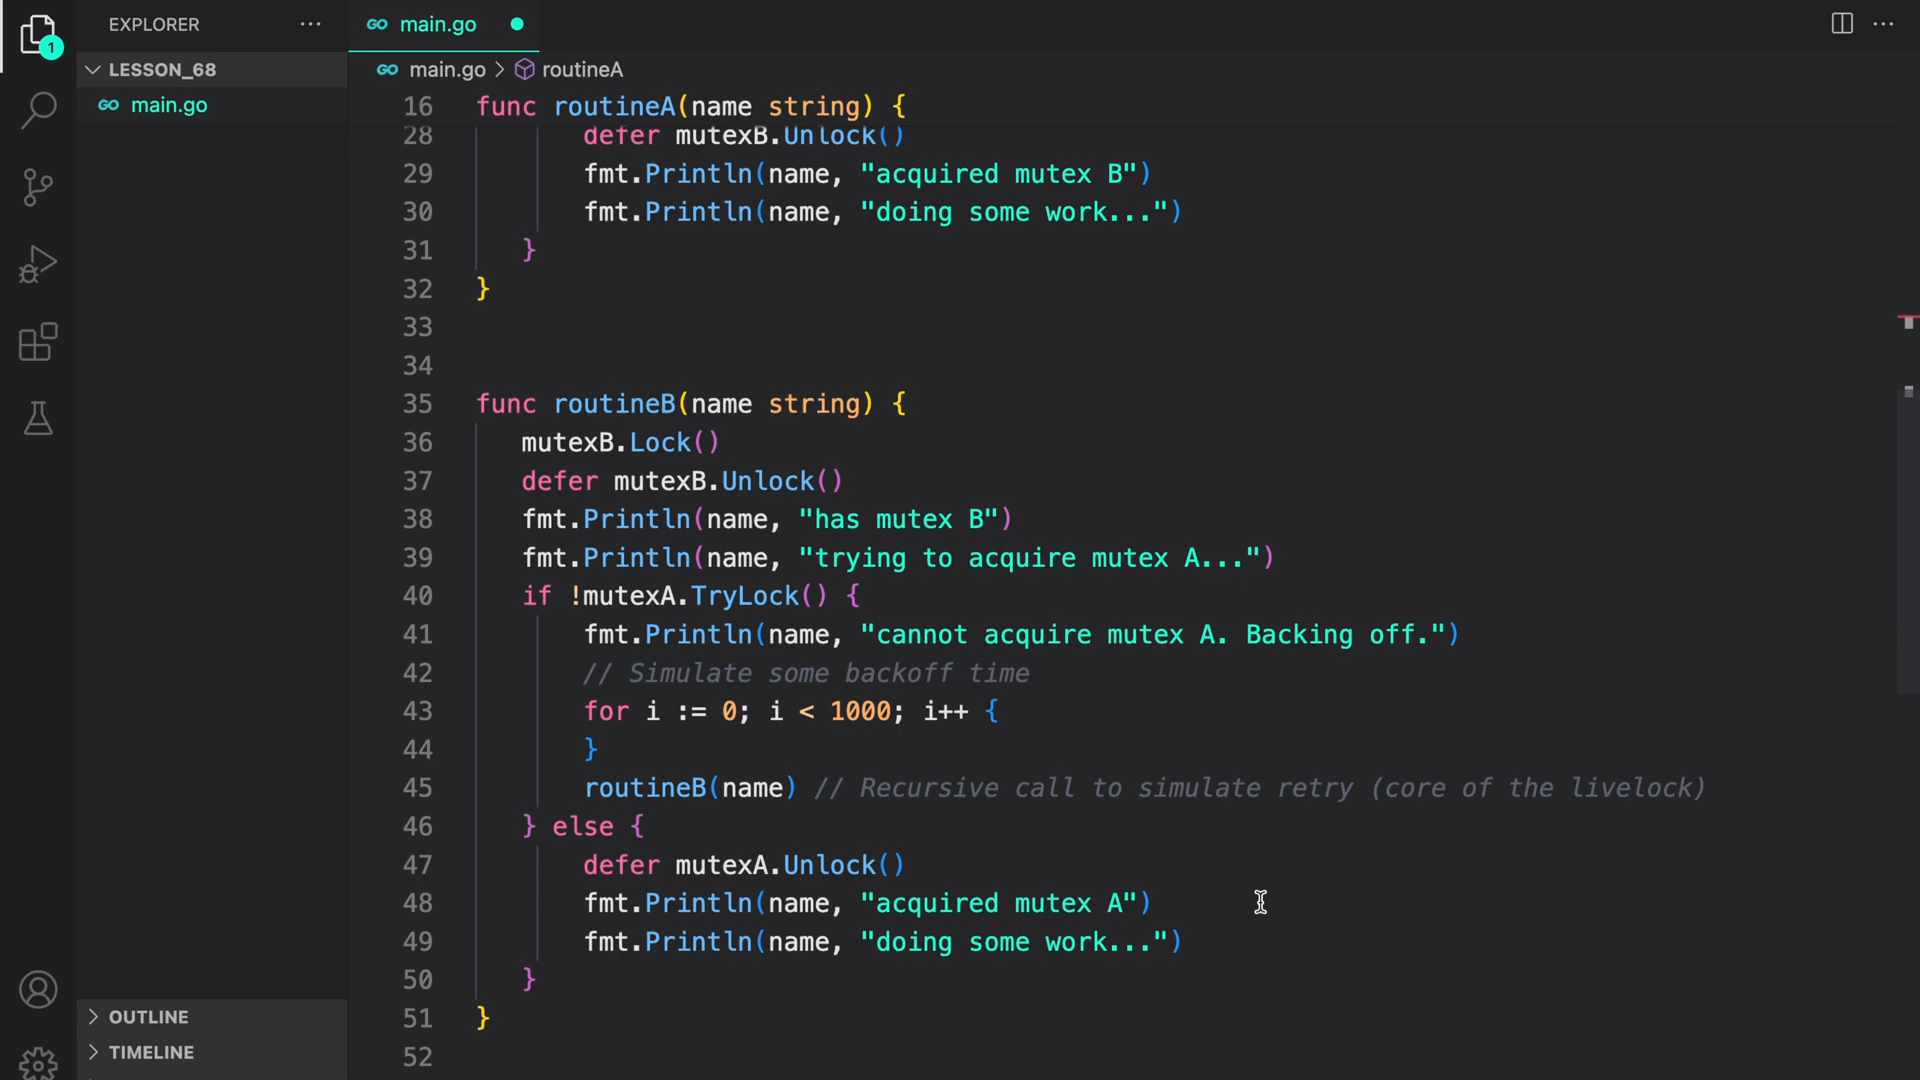 EXPLORER
LESSON_68
main.go
OUTLINE
TIMELINE
1
main.go
main.go > routineA
16 func routineA(name string) {
28 defer mutexB.Unlock()
29 fmt.Println(name, "acquired mutex B")
30 fmt.Println(name, "doing some work...")
31 }
32 }
33
34
35 func routineB(name string) {
36 mutexB.Lock()
37 defer mutexB.Unlock()
38 fmt.Println(name, "has mutex B")
39 fmt.Println(name, "trying to acquire mutex A...")
40 if !mutexA.TryLock() {
41 fmt.Println(name, "cannot acquire mutex A. Backing off.")
42 // Simulate some backoff time
43 for i := 0; i < 1000; i++ {
44 }
45 routineB(name) // Recursive call to simulate retry (core of the livelock)
46 } else {
47 defer mutexA.Unlock()
48 fmt.Println(name, "acquired mutex A")
49 fmt.Println(name, "doing some work...")
50 }
51 }
52